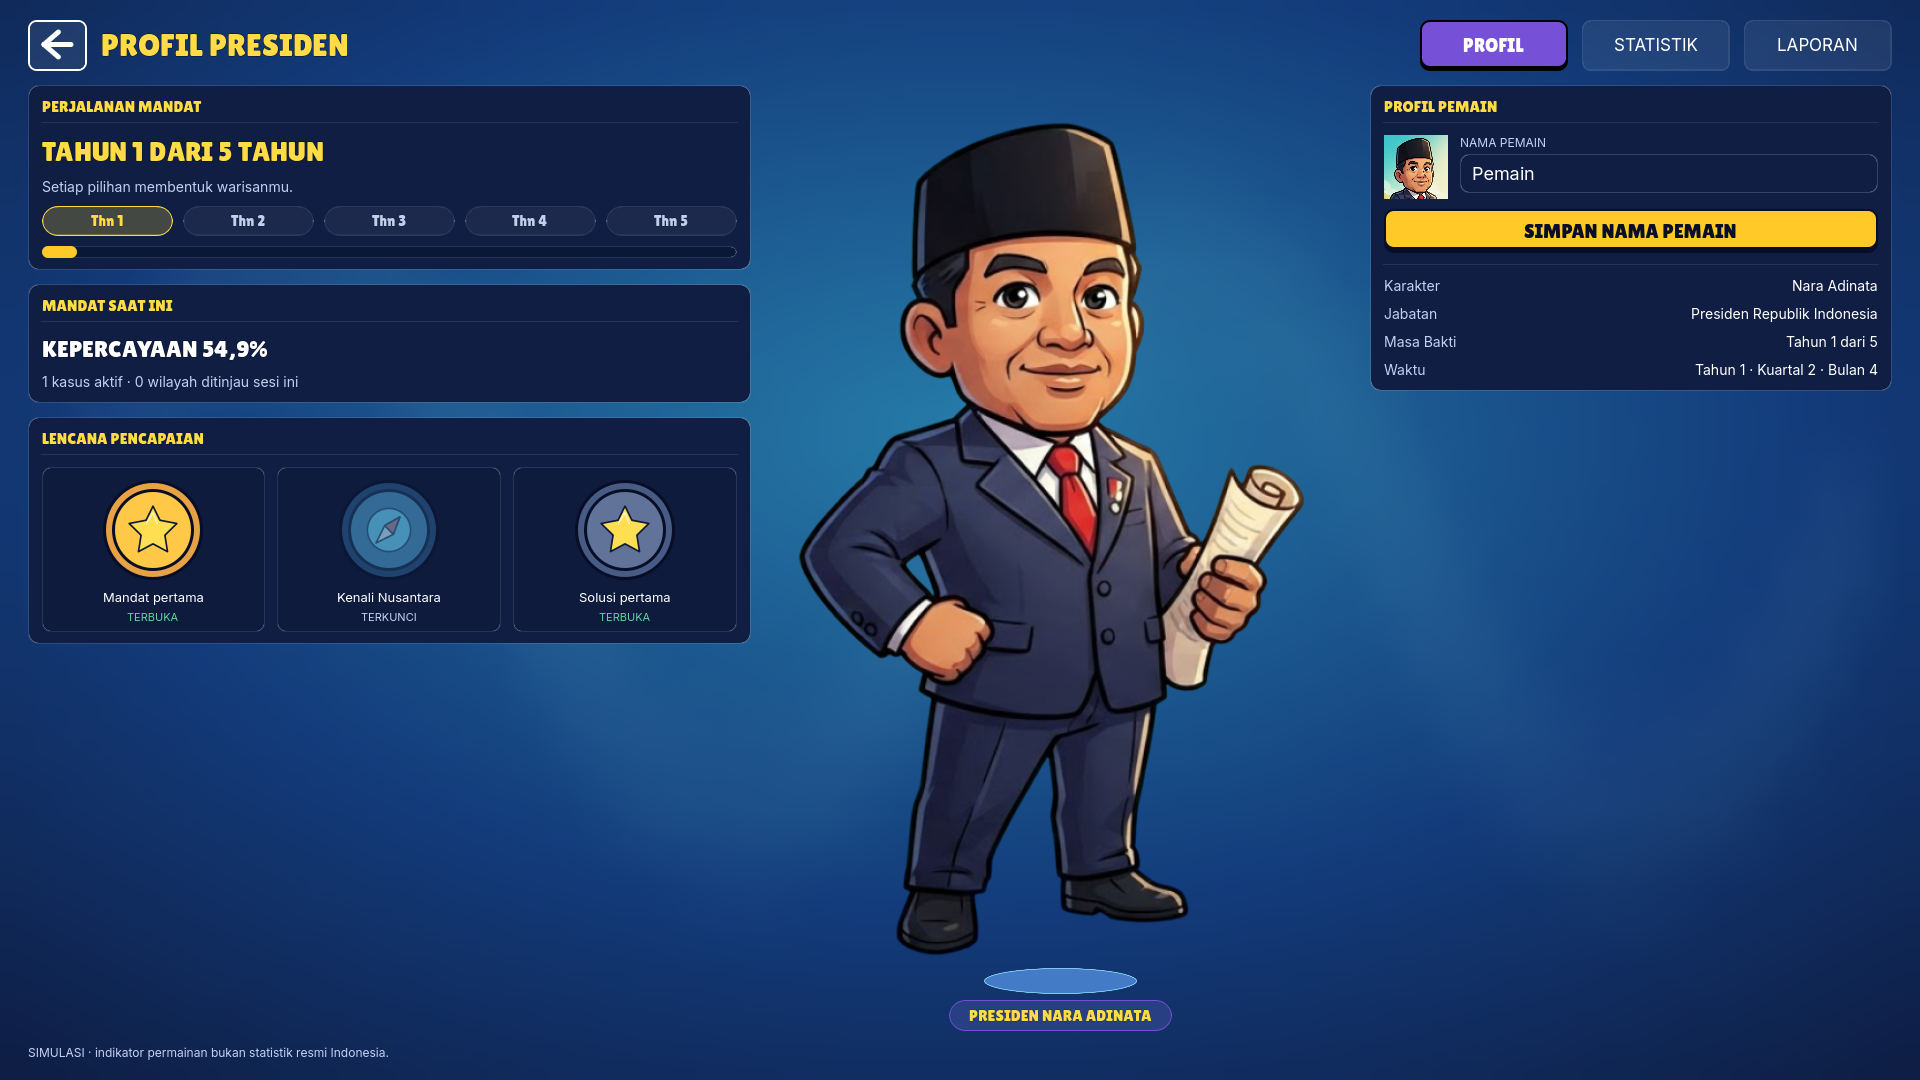 PROFIL PRESIDEN
PROFIL
STATISTIK
LAPORAN
PERJALANAN MANDAT
TAHUN 1 DARI 5 TAHUN
Setiap pilihan membentuk warisanmu.
Thn 1
Thn 2
Thn 3
Thn 4
Thn 5
MANDAT SAAT INI
KEPERCAYAAN 54,9%
1 kasus aktif · 0 wilayah ditinjau sesi ini
LENCANA PENCAPAIAN
Mandat pertama
TERBUKA
Kenali Nusantara
TERKUNCI
Solusi pertama
TERBUKA
PROFIL PEMAIN
NAMA PEMAIN
Pemain
SIMPAN NAMA PEMAIN
Karakter Nara Adinata
Jabatan Presiden Republik Indonesia
Masa Bakti Tahun 1 dari 5
Waktu Tahun 1 · Kuartal 2 · Bulan 4
PRESIDEN NARA ADINATA
SIMULASI · indikator permainan bukan statistik resmi Indonesia.